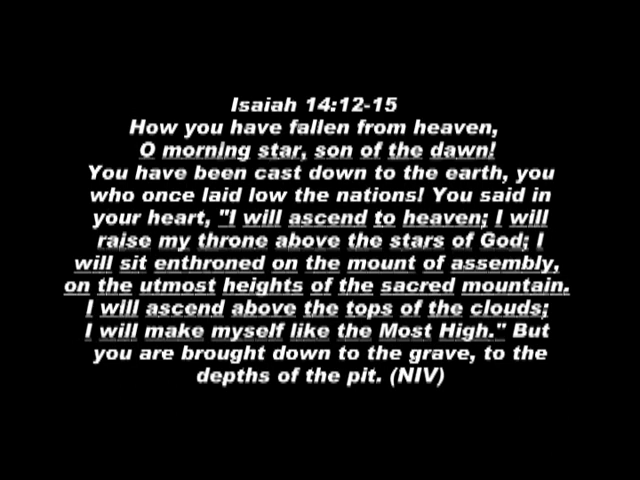 Isaiah 14:12-15
How you have fallen from heaven,
O morning star, son of the dawn!
You have been cast down to the earth, you
who once laid low the nations! You said in
your heart, "I will ascend to heaven; I will
raise my throne above the stars of God; I
will sit enthroned on the mount of assembly,
on the utmost heights of the sacred mountain.
I will ascend above the tops of the clouds;
I will make myself like the Most High." But
you are brought down to the grave, to the
depths of the pit. (NIV)